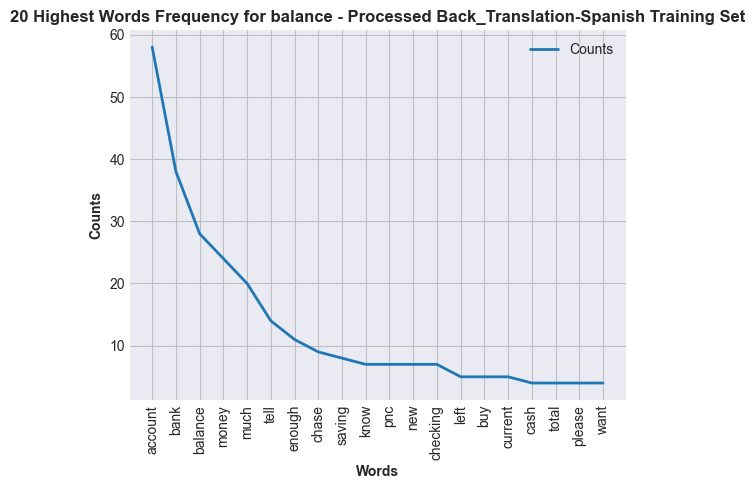 20 Highest Words Frequency for balance - Processed Back_Translation-Spanish Training Set
Counts
60
50
40
30
20
10
Counts
account
bank
balance
money
much
tell
enough
chase
saving
know
pnc
new
checking
left
buy
current
cash
total
please
want
Words